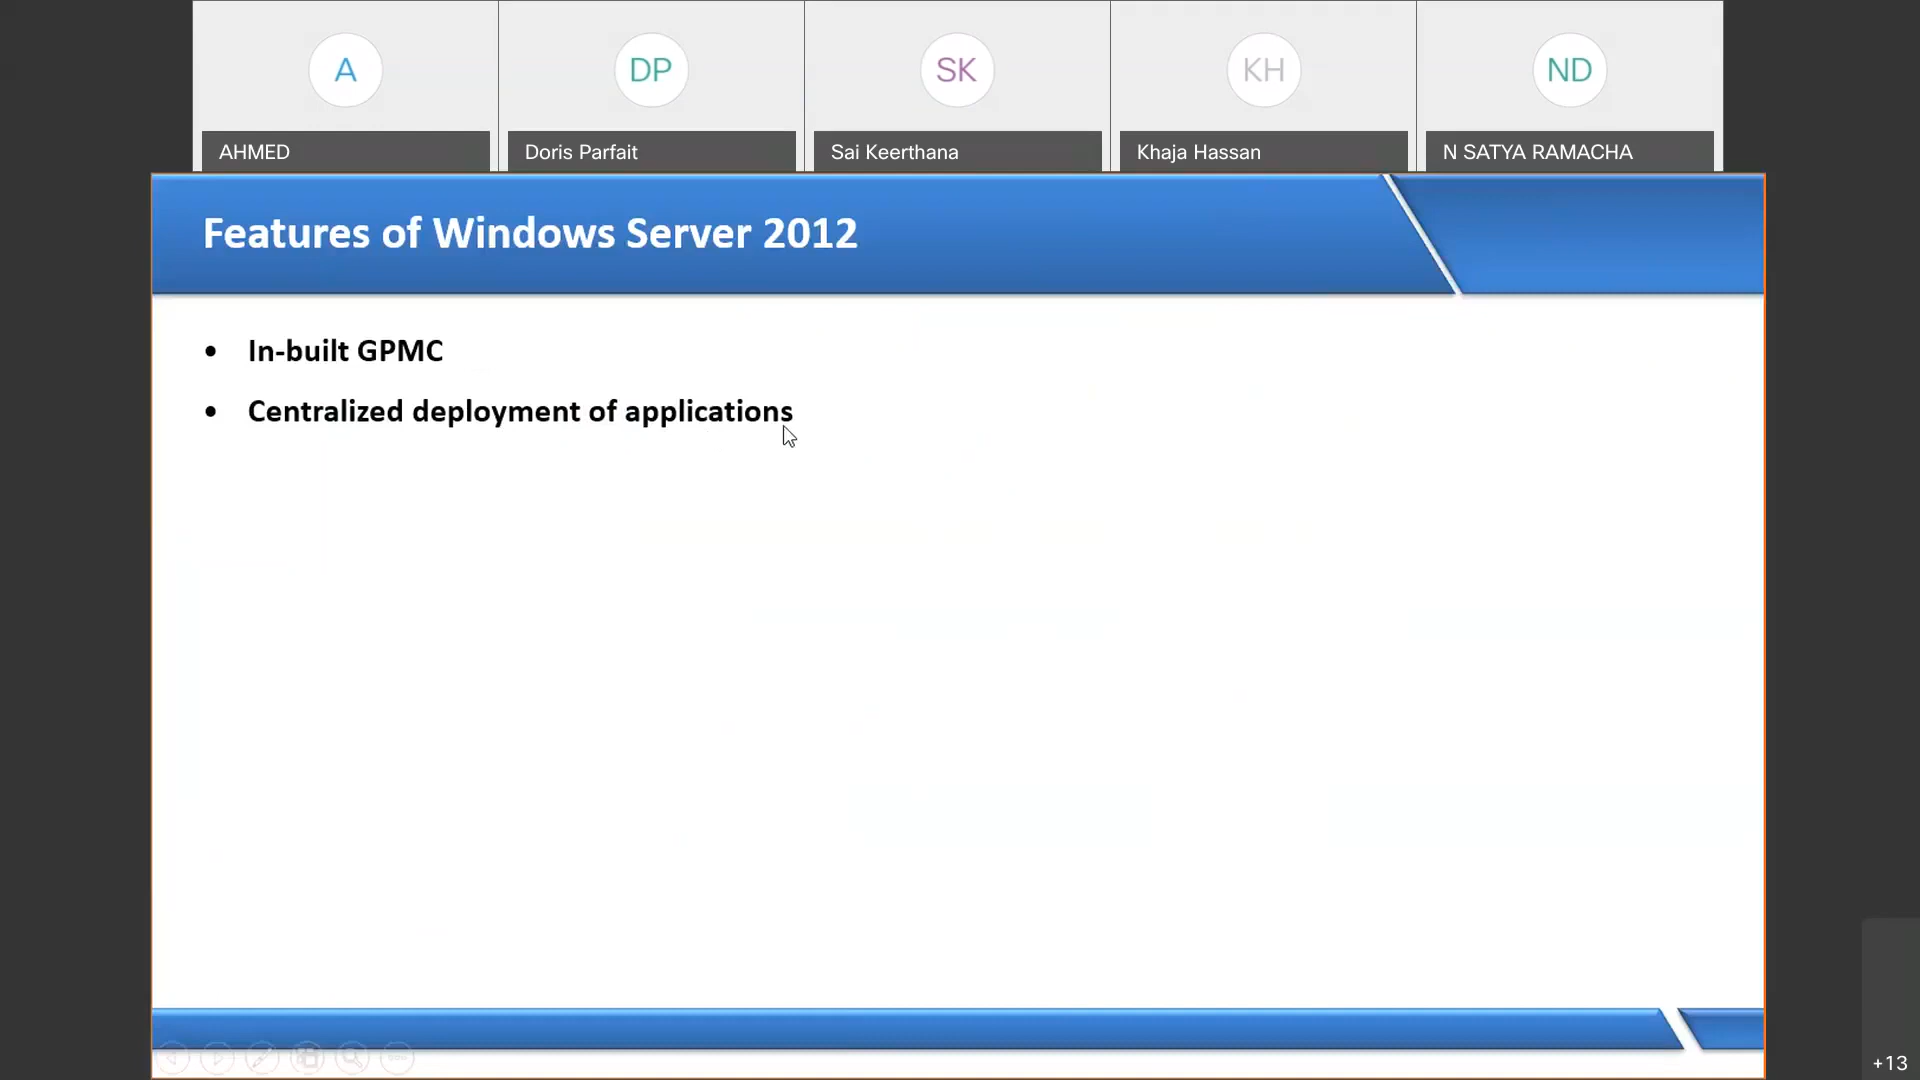 A
DP
SK
KH
ND
AHMED
Doris Parfait
Sai Keerthana
Khaja Hassan
N SATYA RAMACHA
Features of Windows Server 2012
• In-built GPMC
• Centralized deployment of applications
+13